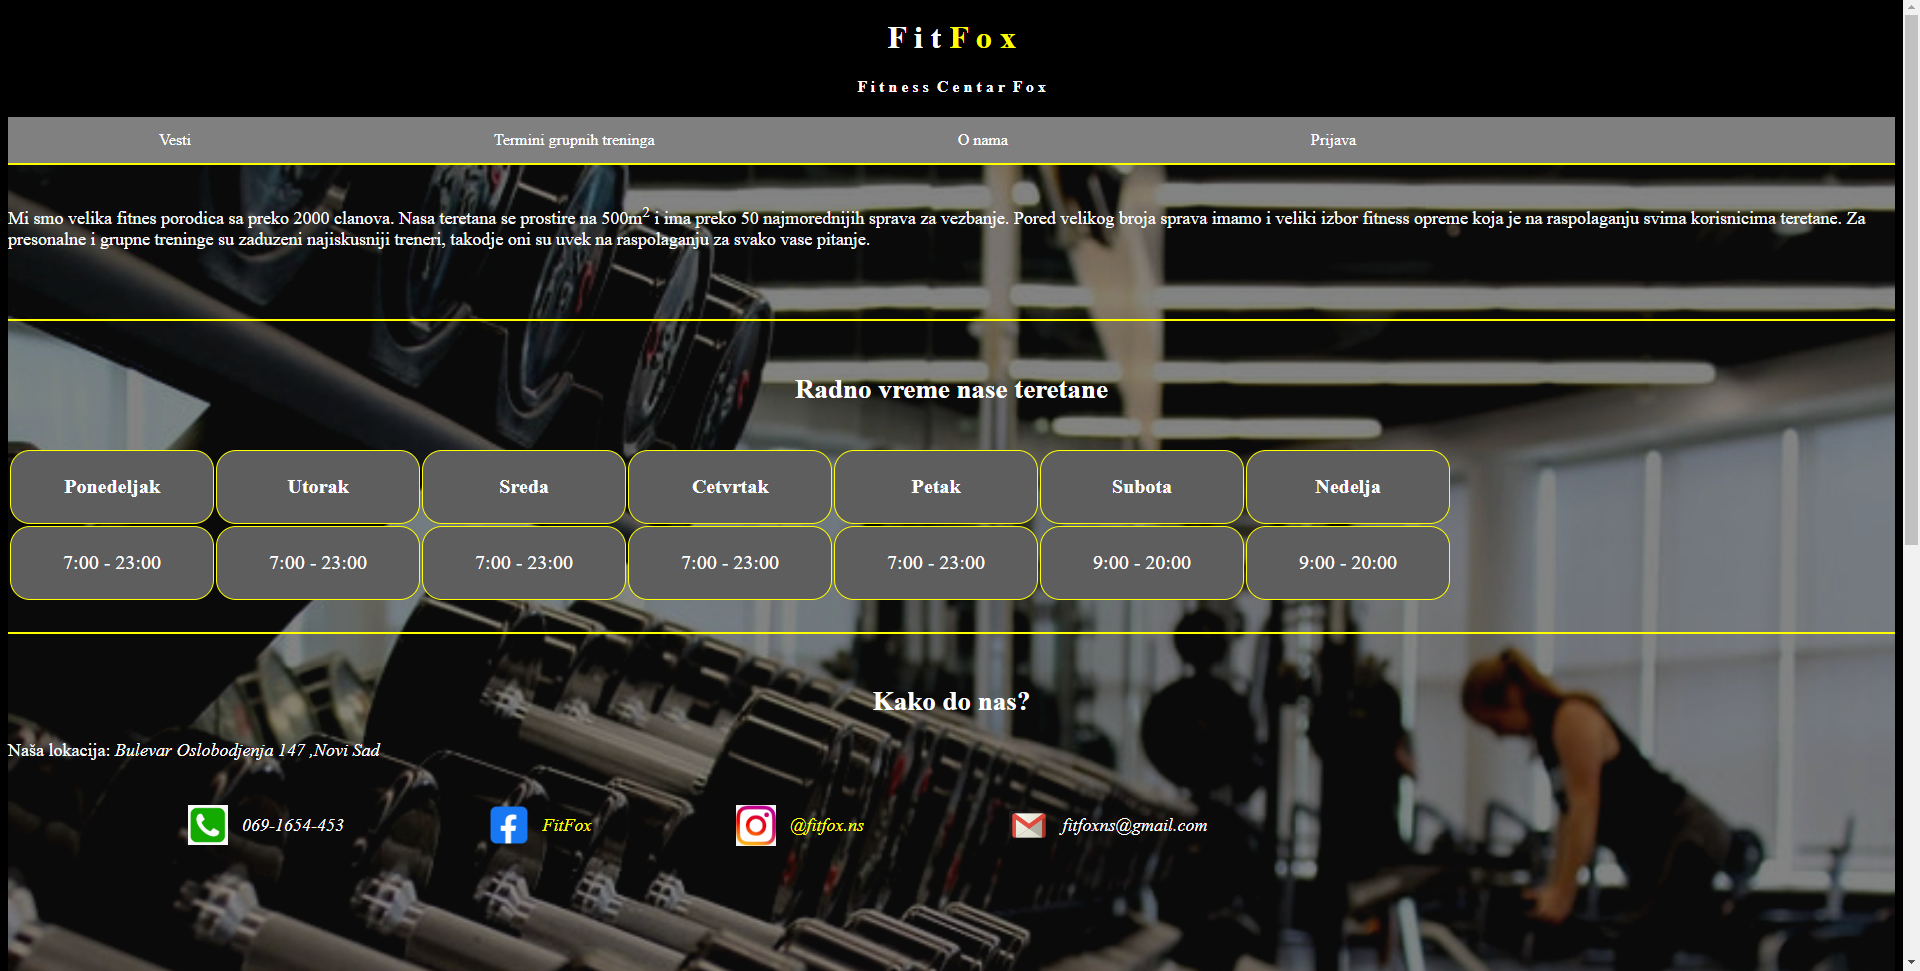 FitFox
Fitness Centar Fox
Vesti Termini grupnih treninga O nama Prijava
Mi smo velika fitnes porodica sa preko 2000 clanova. Nasa teretana se prostire na 500m² i ima preko 50 najmorednijih sprava za vezbanje. Pored velikog broja sprava imamo i veliki izbor fitness opreme koja je na raspolaganju svima korisnicima teretane. Za
presonalne i grupne treninge su zaduzeni najiskusniji treneri, takodje oni su uvek na raspolaganju za svako vase pitanje.
Radno vreme nase teretane
Ponedeljak Utorak Sreda Cetvrtak Petak Subota Nedelja
7:00 - 23:00 7:00 - 23:00 7:00 - 23:00 7:00 - 23:00 7:00 - 23:00 9:00 - 20:00 9:00 - 20:00
Kako do nas?
Naša lokacija: Bulevar Oslobodjenja 147 ,Novi Sad
069-1654-453 FitFox @fitfox.ns fitfoxns@gmail.com